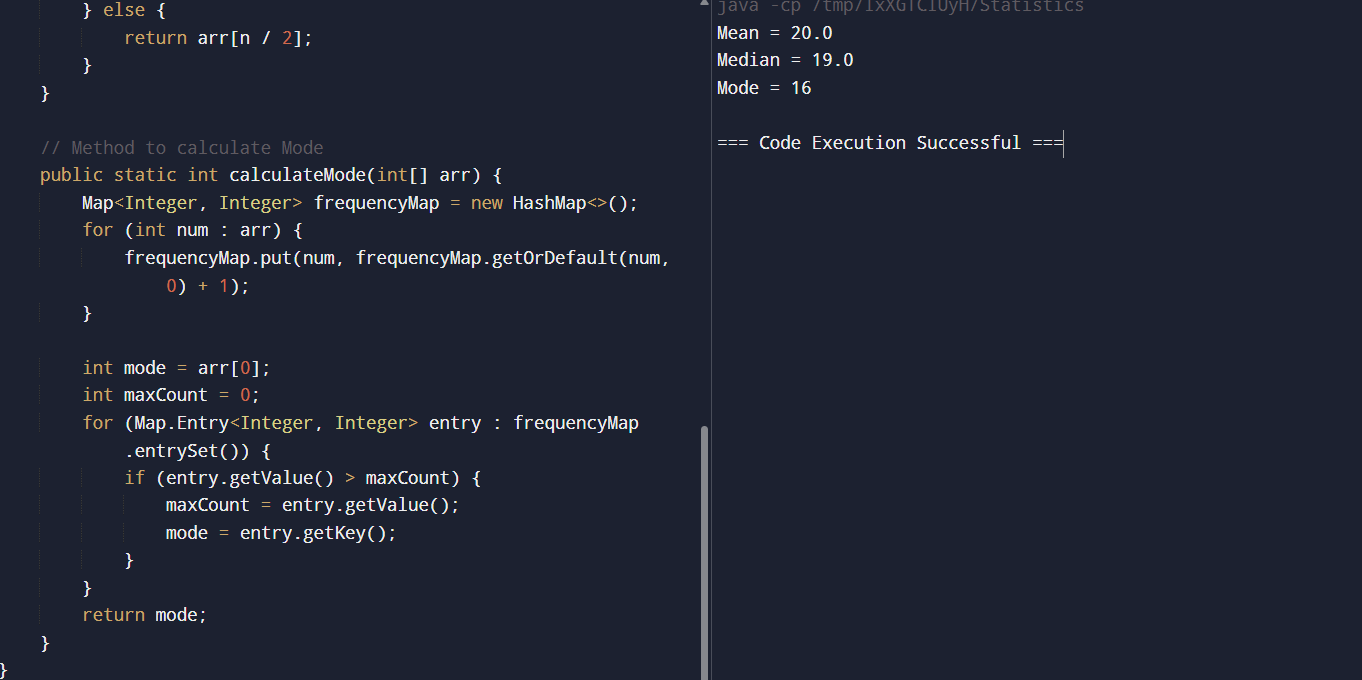 } else {
return arr[n / 2];
}
}
// Method to calculate Mode
public static int calculateMode(int[] arr) {
Map<Integer, Integer> frequencyMap = new HashMap<>();
for (int num : arr) {
frequencyMap.put(num, frequencyMap.getOrDefault(num,
0) + 1);
}
int mode = arr[0];
int maxCount = 0;
for (Map.Entry<Integer, Integer> entry : frequencyMap
.entrySet()) {
if (entry.getValue() > maxCount) {
maxCount = entry.getValue();
mode = entry.getKey();
}
}
return mode;
}
}
java -cp /Statistics
Mean = 20.0
Median = 19.0
Mode = 16
=== Code Execution Successful ===